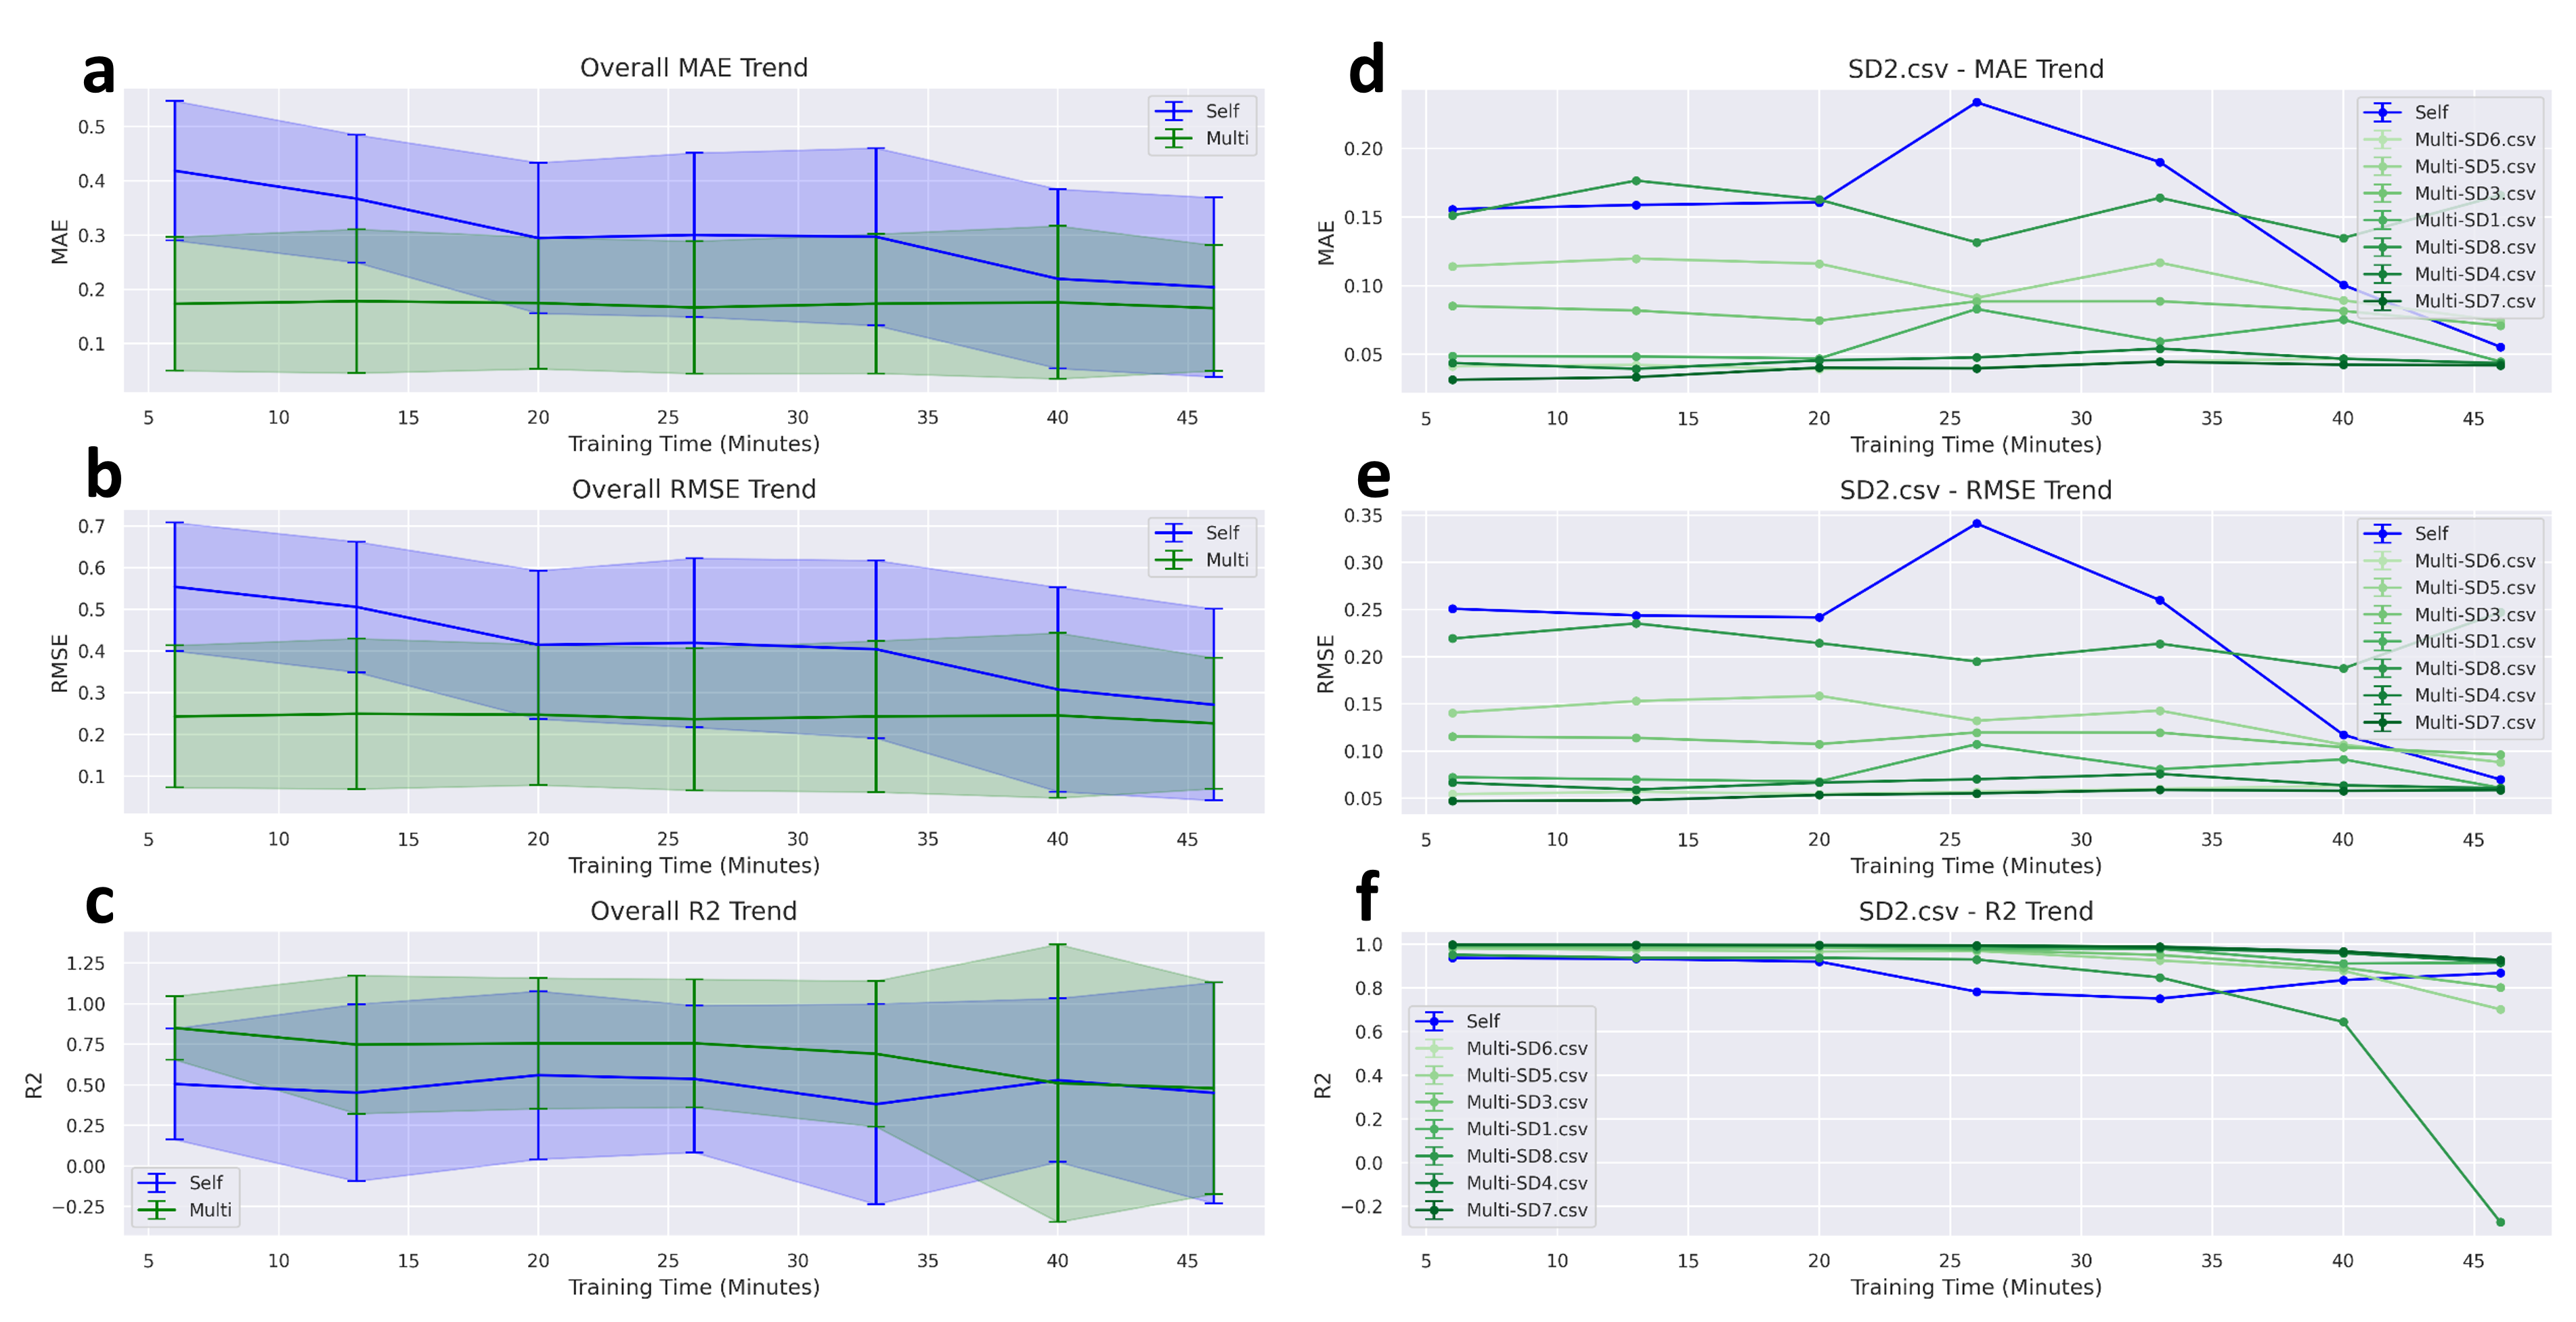 a
Overall MAE Trend
MAE
0.5
0.4
0.3
0.2
0.1
Self
Multi
5 10 15 20 25 30 35 40 45
Training Time (Minutes)
b
Overall RMSE Trend
RMSE
0.7
0.6
0.5
0.4
0.3
0.2
0.1
Self
Multi
5 10 15 20 25 30 35 40 45
Training Time (Minutes)
c
Overall R2 Trend
R2
1.25
1.00
0.75
0.50
0.25
0.00
−0.25
Self
Multi
5 10 15 20 25 30 35 40 45
Training Time (Minutes)
d
SD2.csv - MAE Trend
MAE
0.20
0.15
0.10
0.05
Self
Multi-SD6.csv
Multi-SD5.csv
Multi-SD3.csv
Multi-SD1.csv
Multi-SD8.csv
Multi-SD4.csv
Multi-SD7.csv
5 10 15 20 25 30 35 40 45
Training Time (Minutes)
e
SD2.csv - RMSE Trend
RMSE
0.35
0.30
0.25
0.20
0.15
0.10
0.05
Self
Multi-SD6.csv
Multi-SD5.csv
Multi-SD3.csv
Multi-SD1.csv
Multi-SD8.csv
Multi-SD4.csv
Multi-SD7.csv
5 10 15 20 25 30 35 40 45
Training Time (Minutes)
f
SD2.csv - R2 Trend
R2
1.0
0.8
0.6
0.4
0.2
0.0
−0.2
Self
Multi-SD6.csv
Multi-SD5.csv
Multi-SD3.csv
Multi-SD1.csv
Multi-SD8.csv
Multi-SD4.csv
Multi-SD7.csv
5 10 15 20 25 30 35 40 45
Training Time (Minutes)